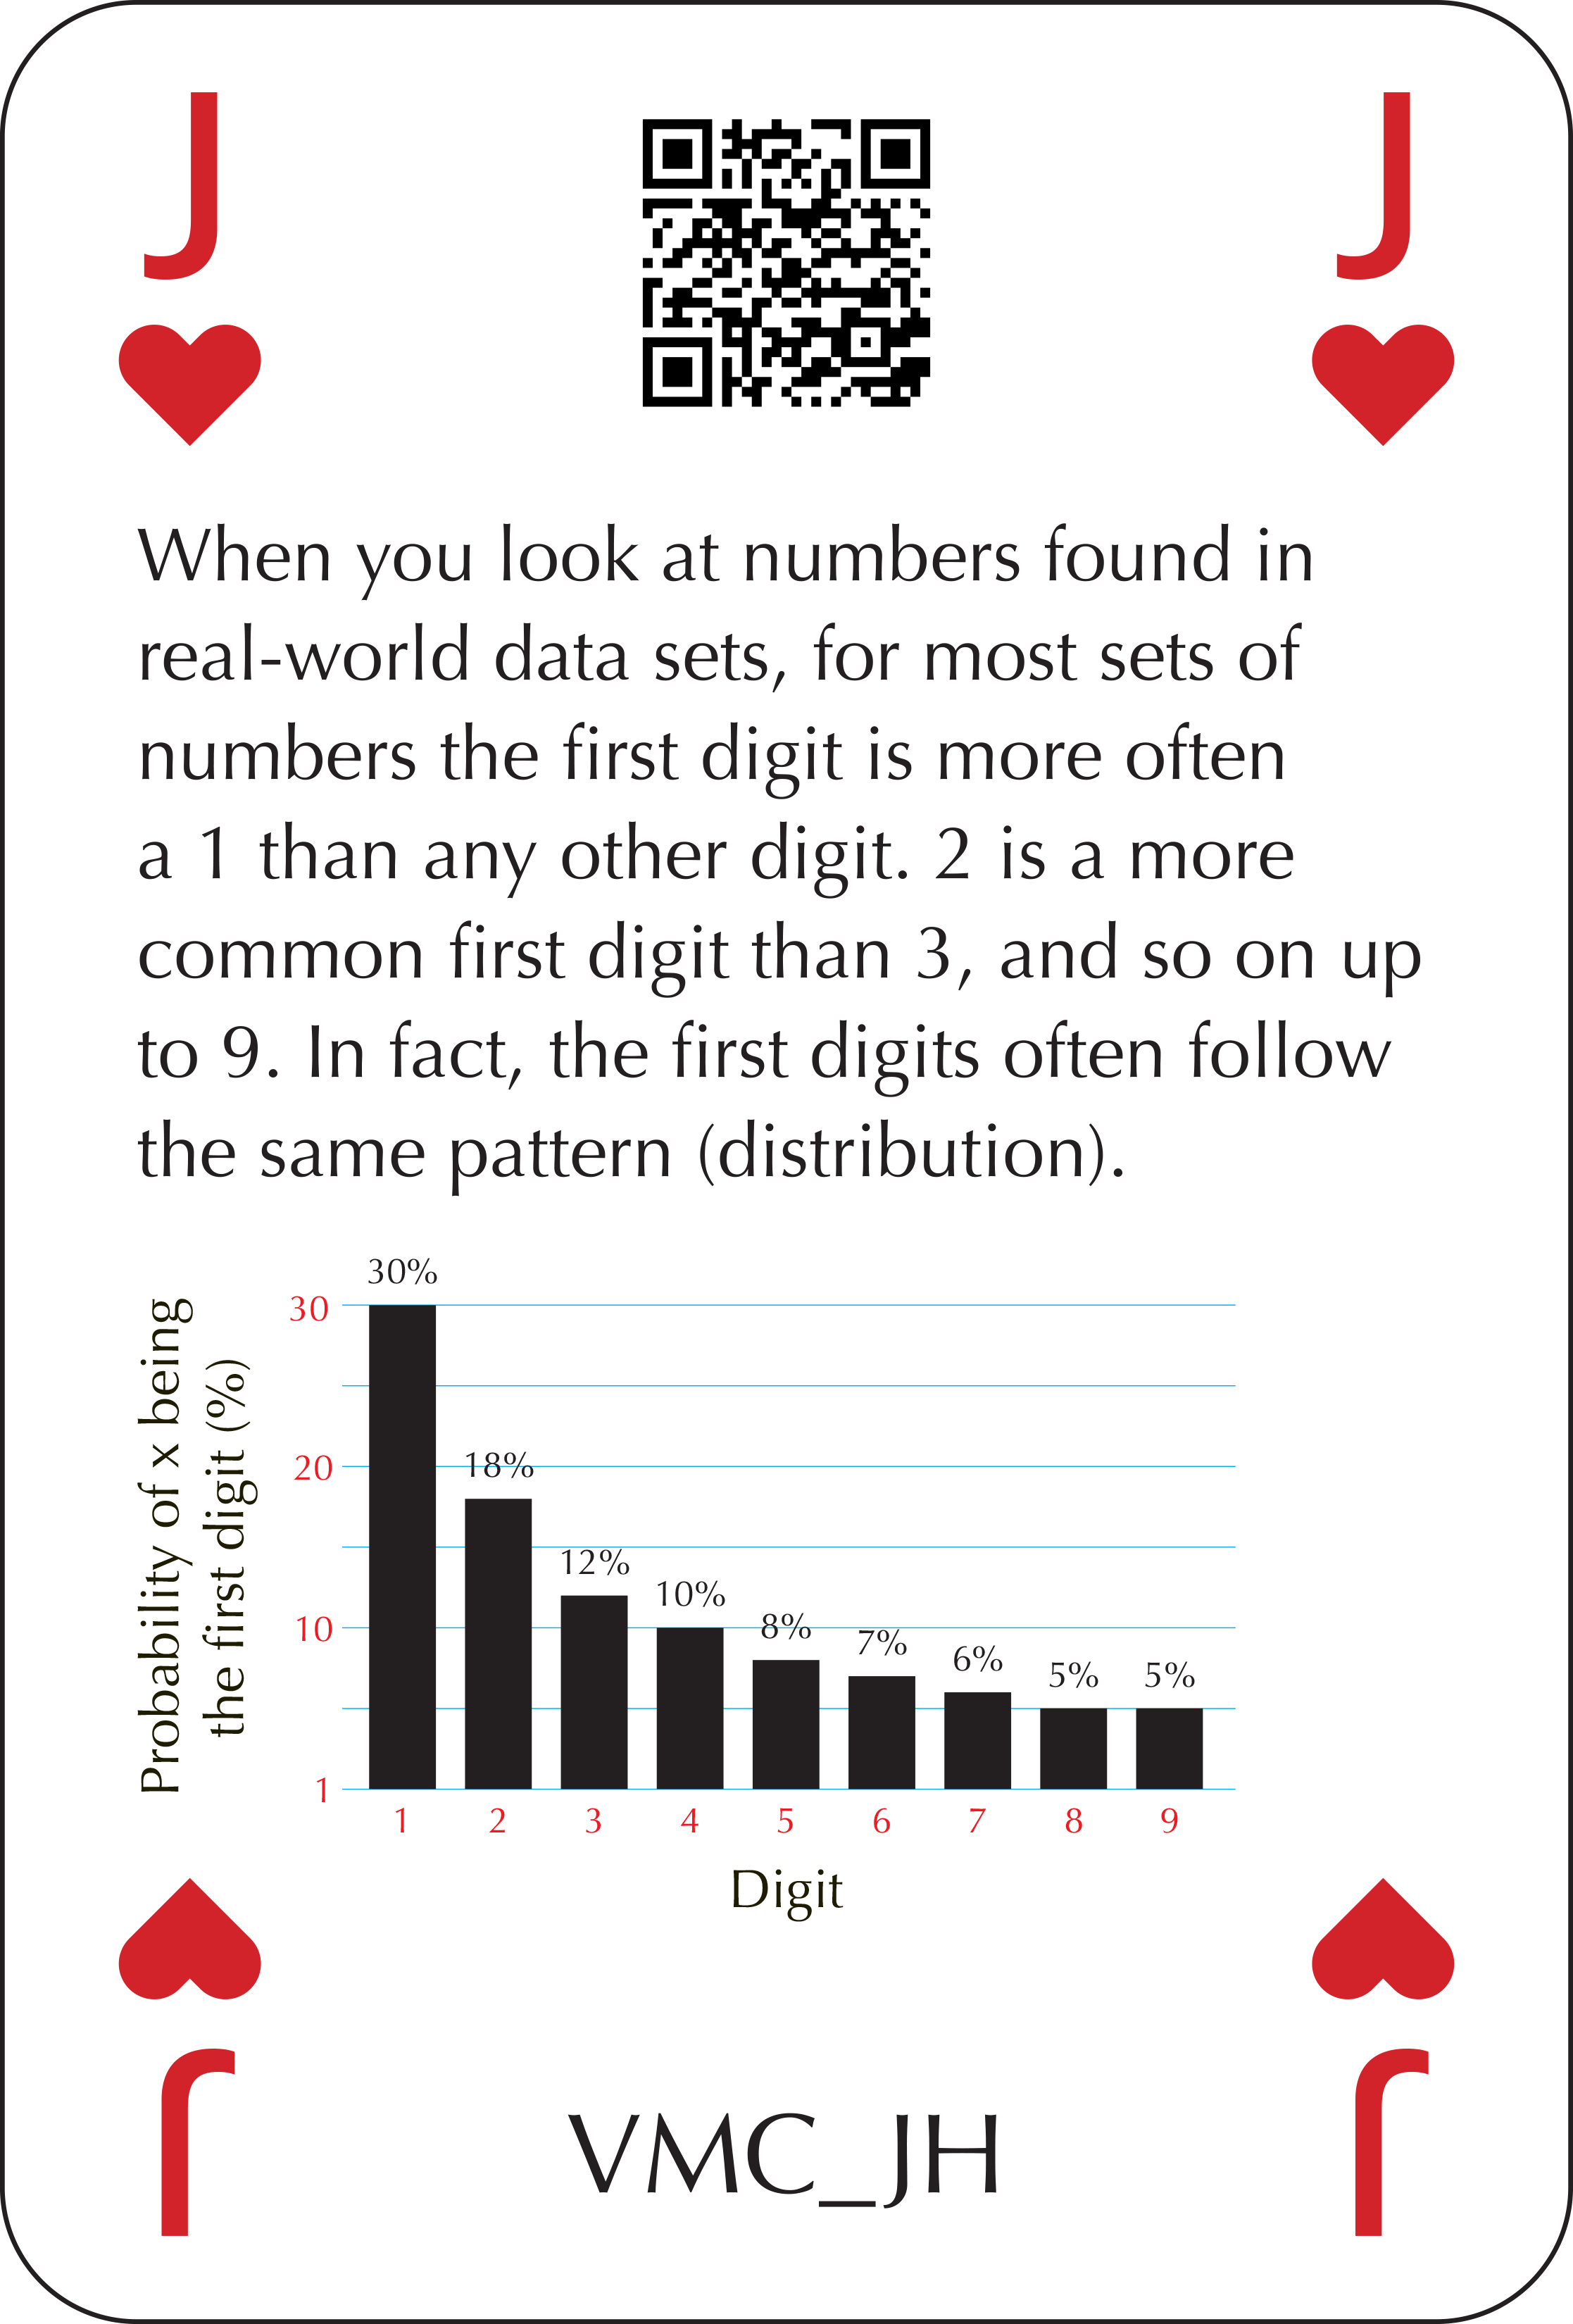 J
J
When you look at numbers found in
real-world data sets, for most sets of
numbers the first digit is more often
a 1 than any other digit. 2 is a more
common first digit than 3, and so on up
to 9. In fact, the first digits often follow
the same pattern (distribution).
Probability of x being
the first digit (%)
30
20
10
1
30%
18%
12%
10%
8%
7%
6%
5%
5%
1 2 3 4 5 6 7 8 9
Digit
J
J
VMC_JH